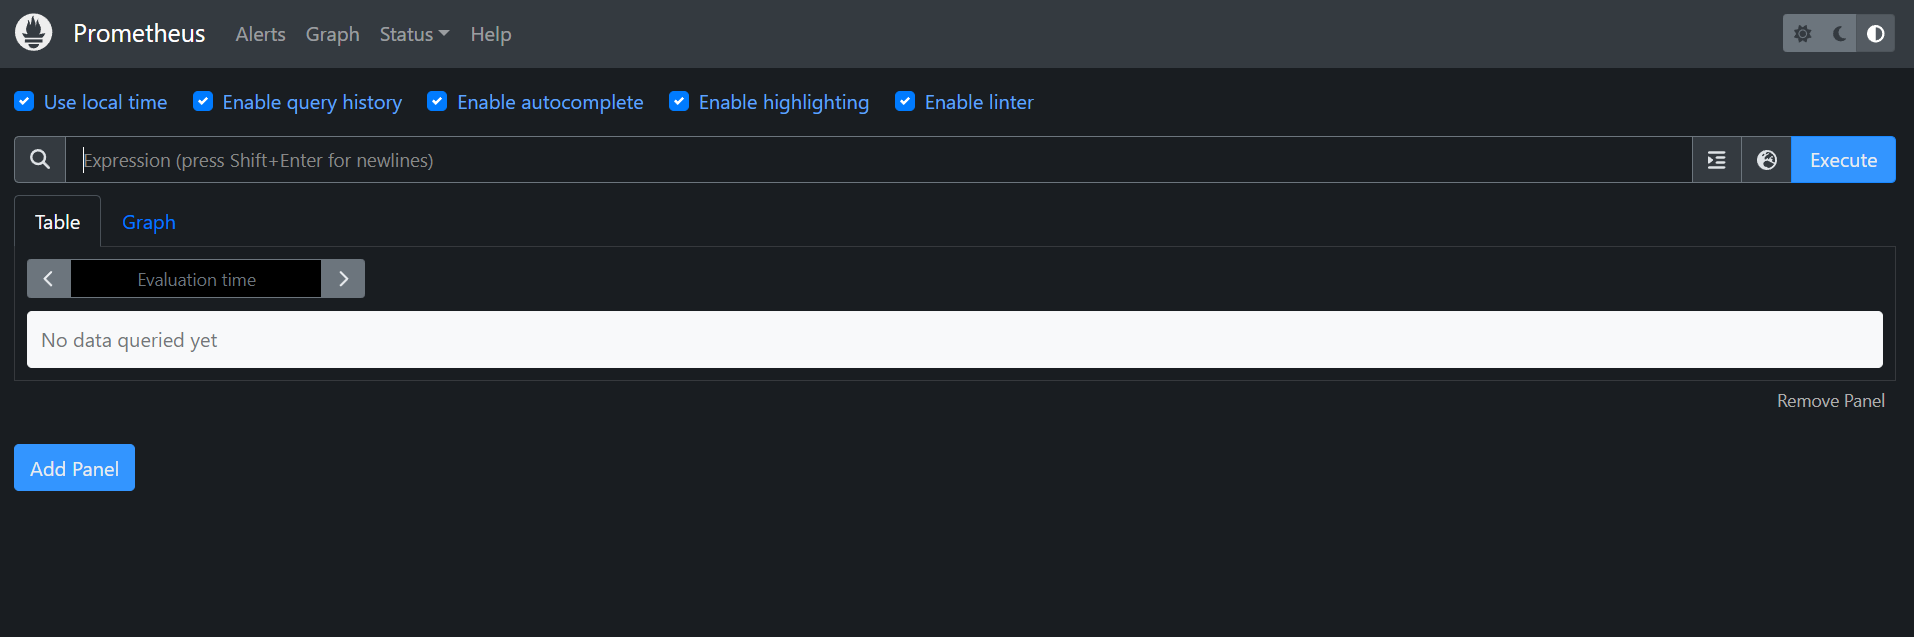 Prometheus Alerts Graph Status Help
Use local time Enable query history Enable autocomplete Enable highlighting Enable linter
Expression (press Shift+Enter for newlines) Execute
Table Graph
Evaluation time
No data queried yet
Remove Panel
Add Panel